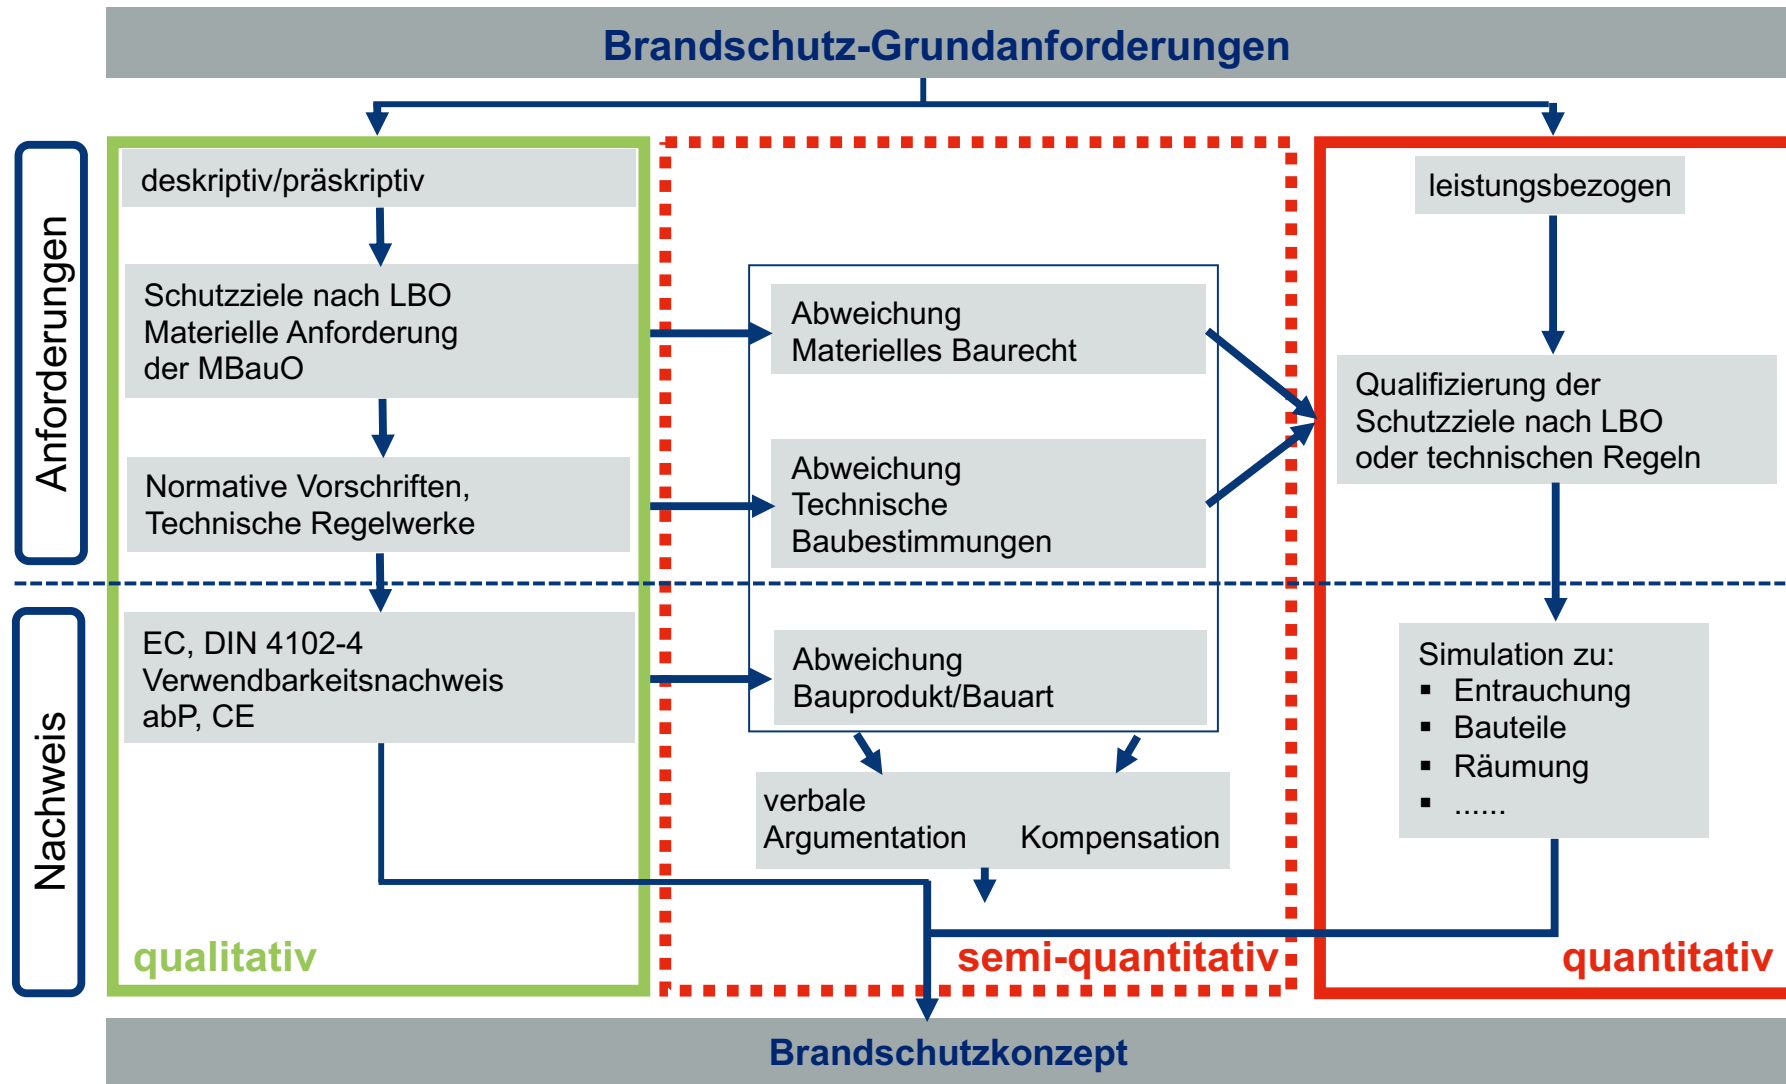 Brandschutz-Grundanforderungen
Anforderungen
deskriptiv/präskriptiv
Schutzziele nach LBO
Materielle Anforderung
der MBauO
Normative Vorschriften,
Technische Regelwerke
Abweichung
Materielles Baurecht
Abweichung
Technische
Baubestimmungen
leistungsbezogen
Qualifizierung der
Schutzziele nach LBO
oder technischen Regeln
Nachweis
EC, DIN 4102-4
Verwendbarkeitsnachweis
abP, CE
qualitativ
Abweichung
Bauprodukt/Bauart
verbale
Argumentation Kompensation
semi-quantitativ
Simulation zu:
▪ Entrauchung
▪ Bauteile
▪ Räumung
▪ ......
quantitativ
Brandschutzkonzept